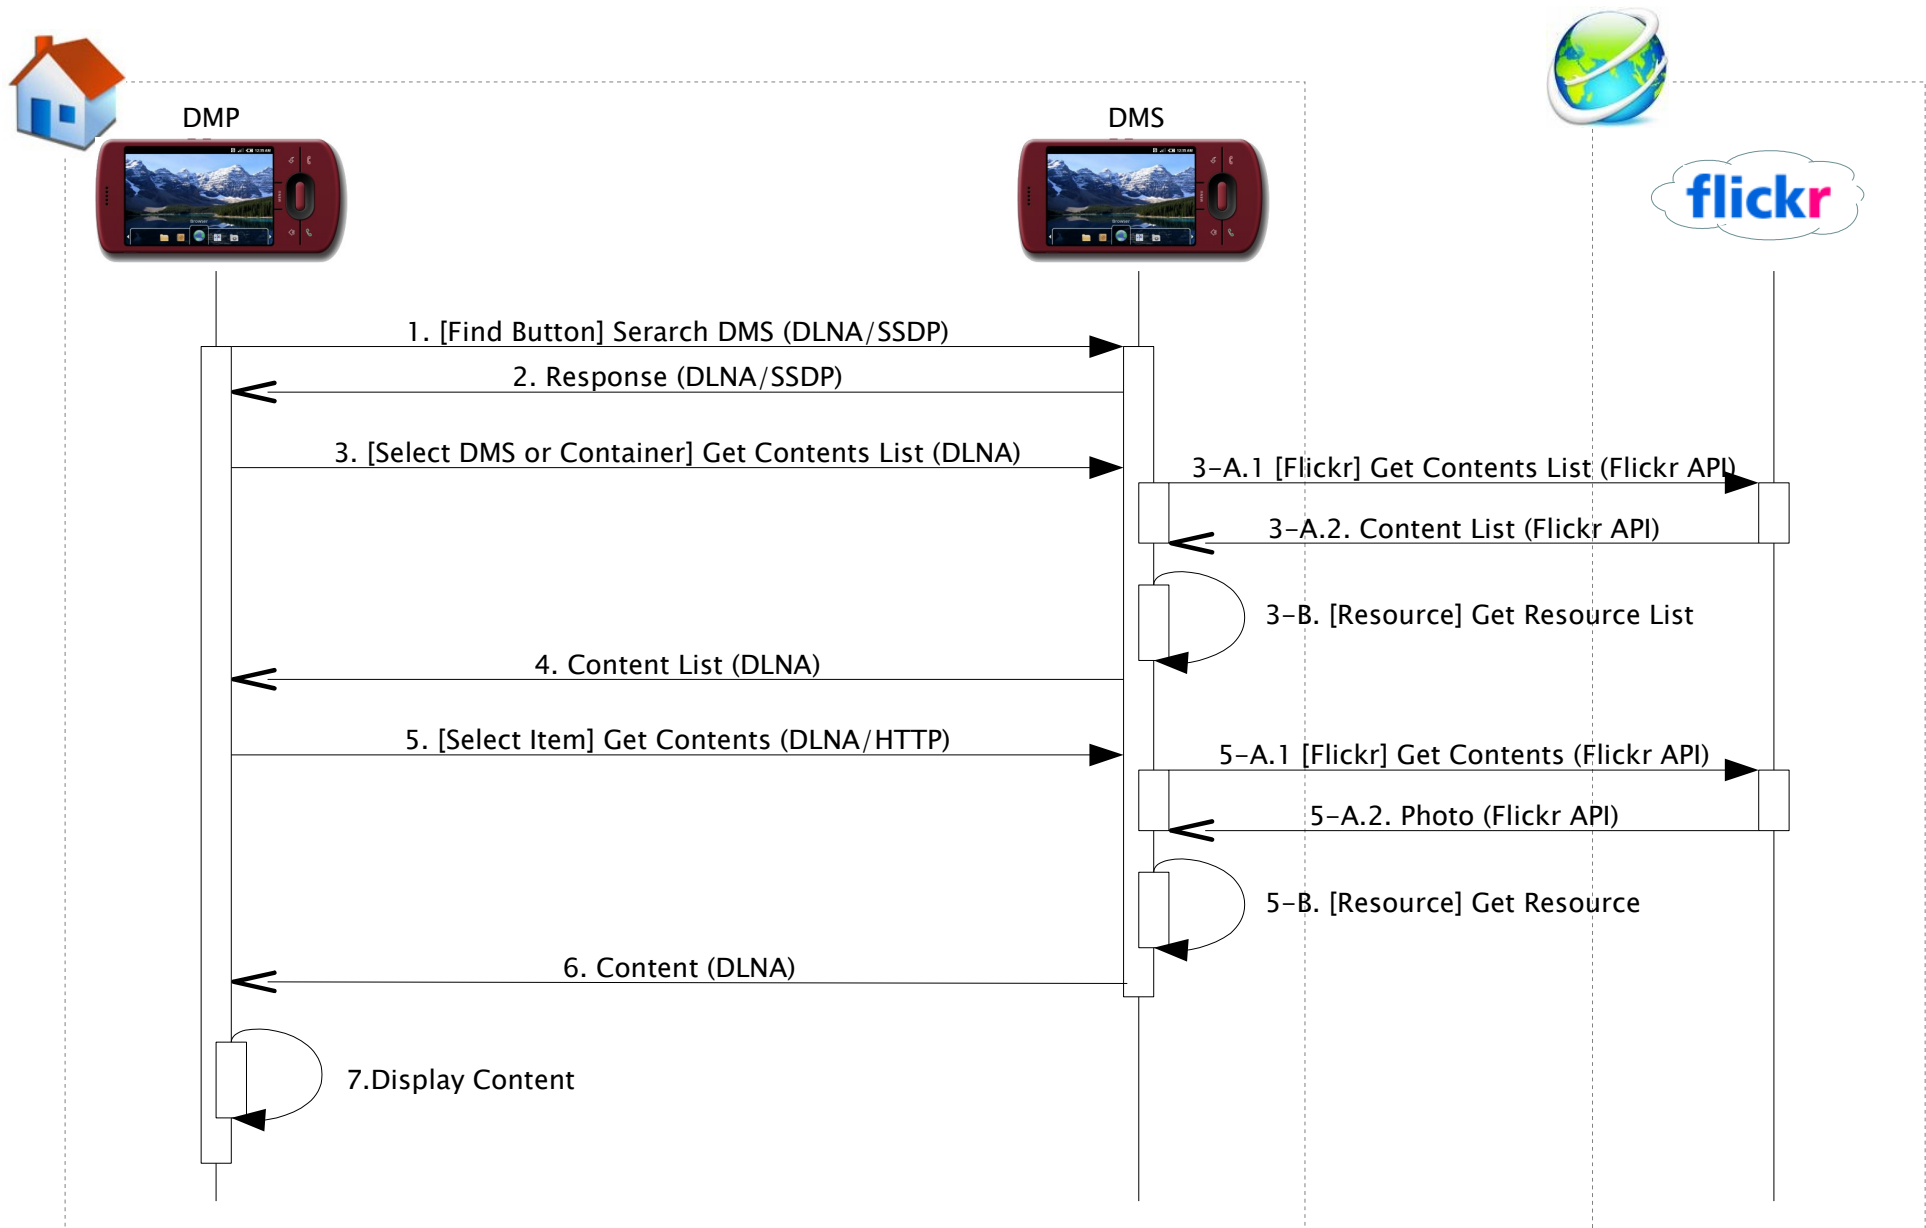 DMP
DMS
flickr
1. [Find Button] Serarch DMS (DLNA/SSDP)
2. Response (DLNA/SSDP)
3. [Select DMS or Container] Get Contents List (DLNA)
3-A.1 [Flickr] Get Contents List (Flickr API)
3-A.2. Content List (Flickr API)
3-B. [Resource] Get Resource List
4. Content List (DLNA)
5. [Select Item] Get Contents (DLNA/HTTP)
5-A.1 [Flickr] Get Contents (Flickr API)
5-A.2. Photo (Flickr API)
5-B. [Resource] Get Resource
6. Content (DLNA)
7.Display Content